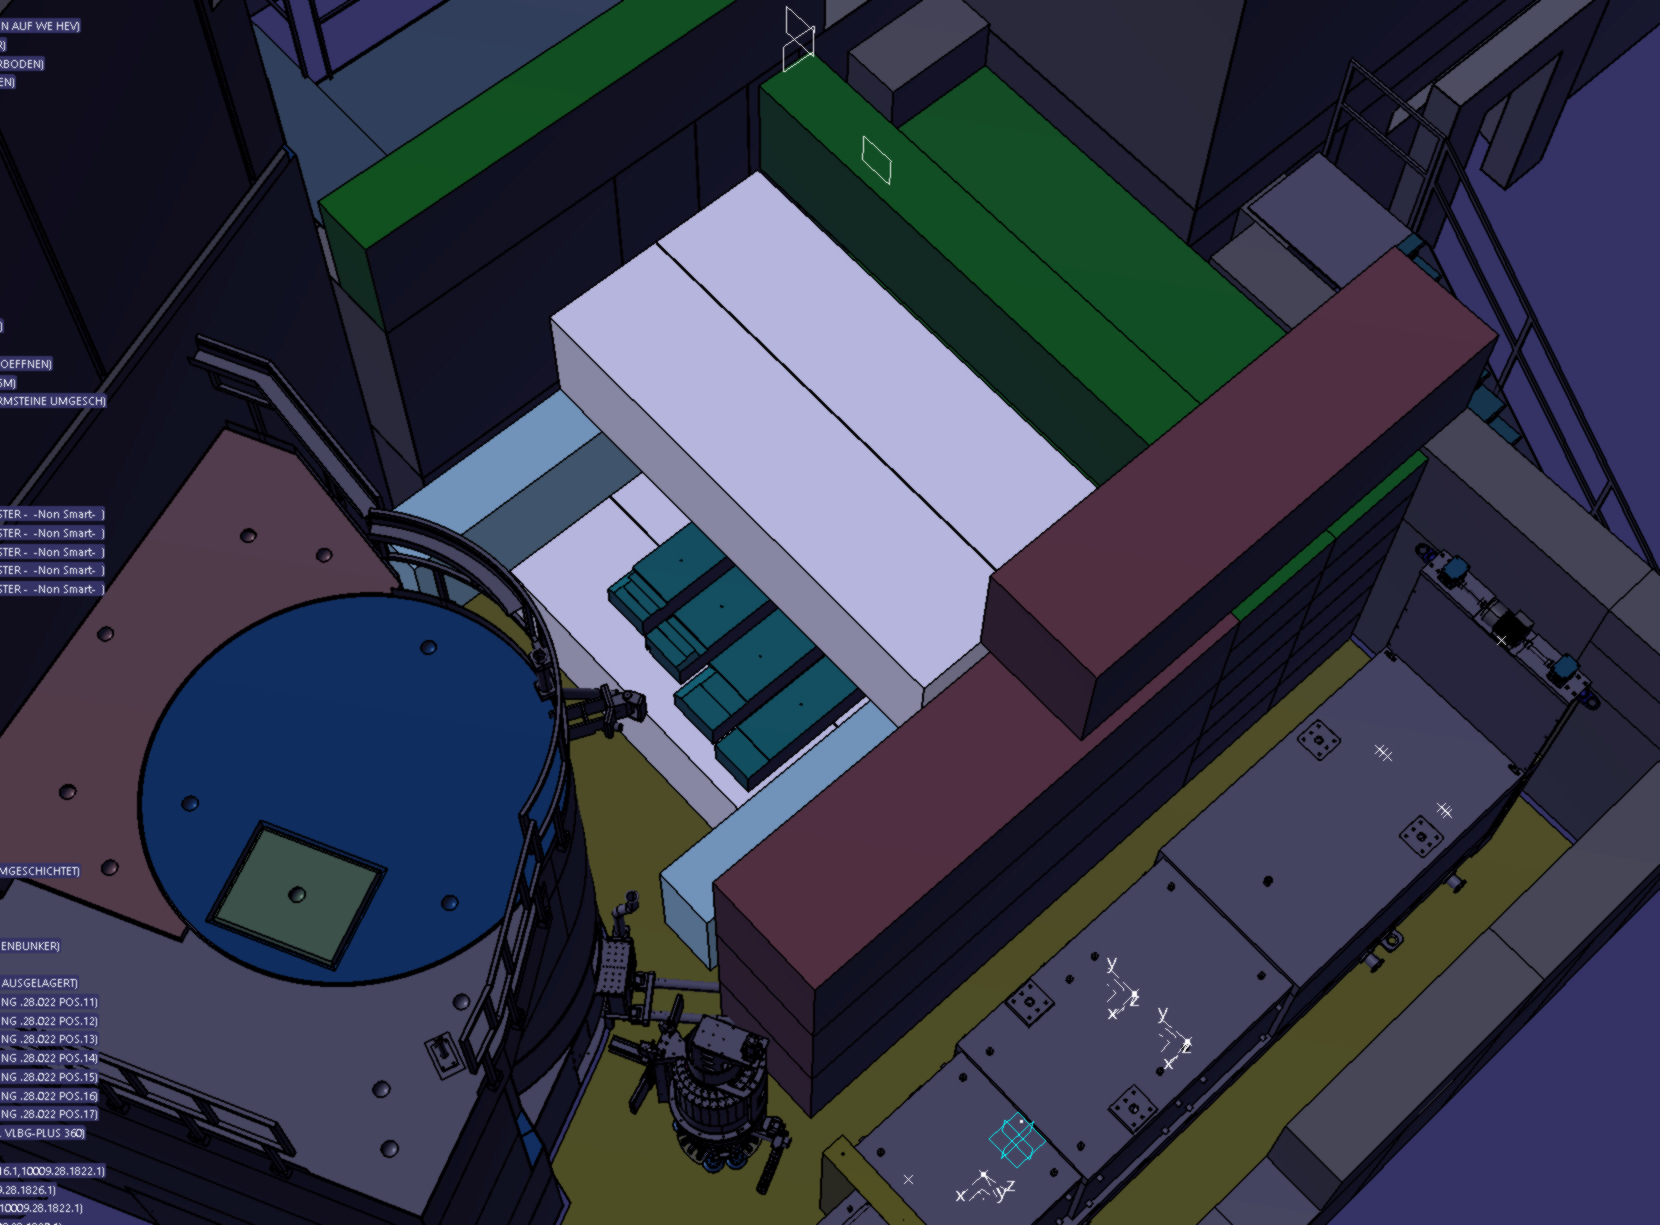 N AUF WE HEV)
R)
RBODEN)
EN)
)
OEFFNEN)
SM)
RMSTEINE UMGESCH)
STER - -Non Smart- )
STER - -Non Smart- )
STER - -Non Smart- )
STER - -Non Smart- )
STER - -Non Smart- )
MGESCHICHTET)
ENBUNKER)
AUSGELAGERT)
NG .28.022 POS.11)
NG .28.022 POS.12)
NG .28.022 POS.13)
NG .28.022 POS.14)
NG .28.022 POS.15)
NG .28.022 POS.16)
NG .28.022 POS.17)
. VLBG-PLUS 360)
16.1,10009.28.1822.1)
9.28.1826.1)
10009.28.1822.1)
y
z
x
y
z
x
x
y
z